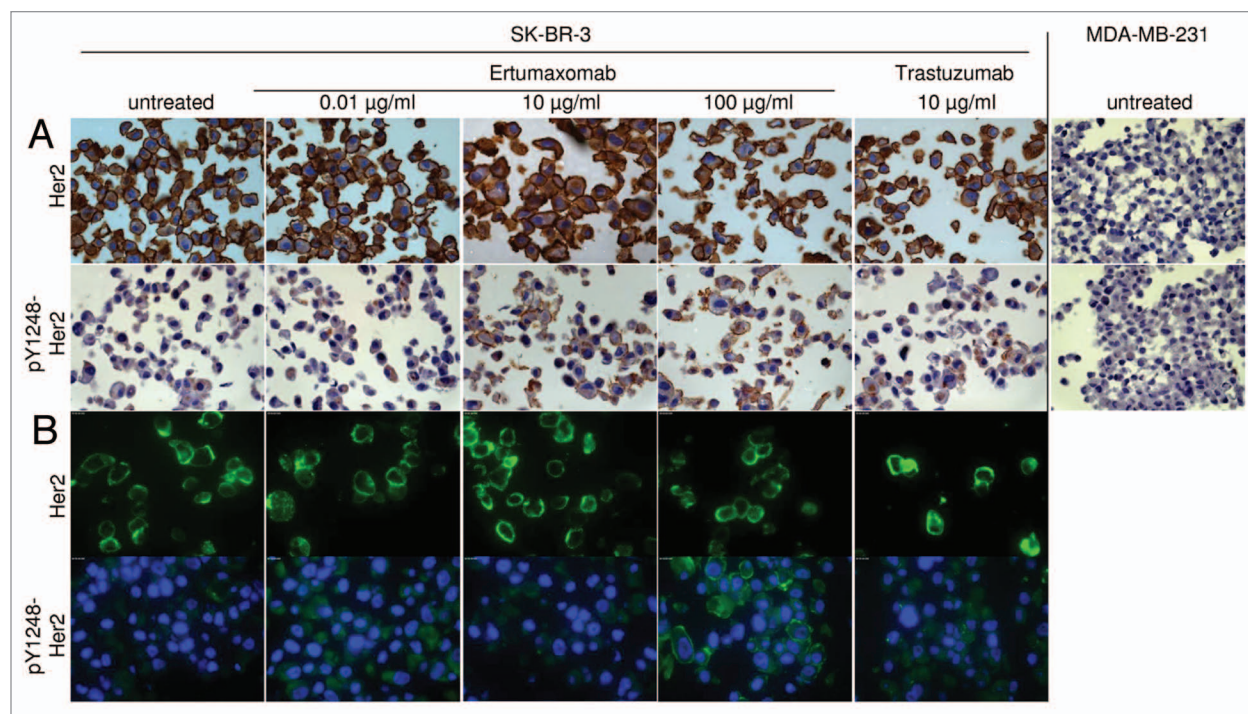 SK-BR-3 MDA-MB-231
Ertumaxomab Trastuzumab
untreated 0.01 µg/ml 10 µg/ml 100 µg/ml 10 µg/ml untreated
A
Her2
pY1248-
Her2
B
Her2
pY1248-
Her2